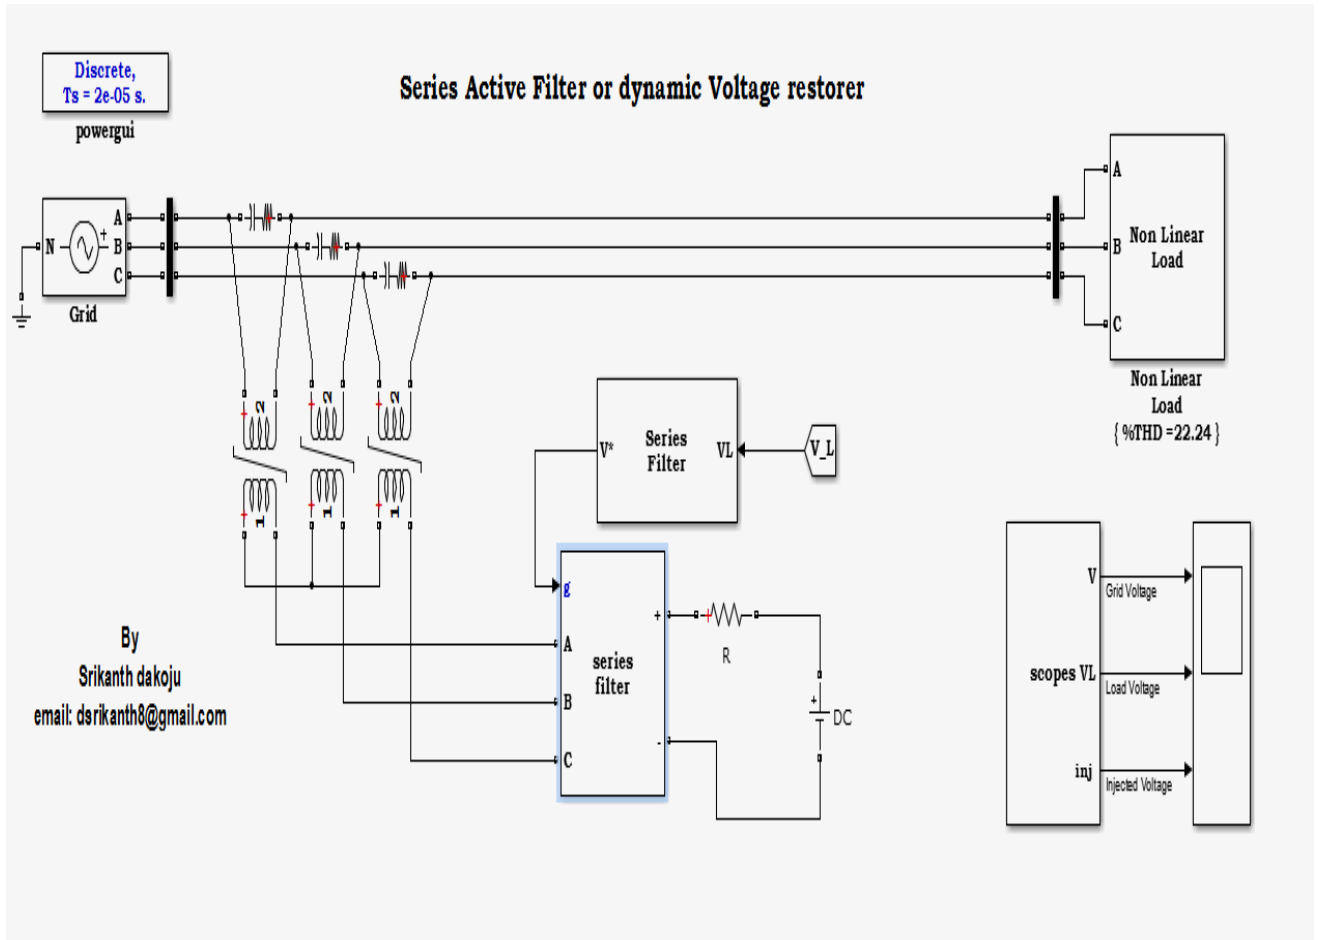 Discrete,
Ts = 2e-05 s.
powergui
Series Active Filter or dynamic Voltage restorer
N
+
A
B
C
Grid
A
B
C
Non Linear
Load
Non Linear
Load
{ %THD =22.24 }
+
2
+
2
+
2
+
1
+
1
+
1
V*
Series
Filter
VL
V_L
g
A
B
C
series
filter
+
-
+
R
+
DC
V
scopes VL
inj
Grid Voltage
Load Voltage
Injected Voltage
By
Srikanth dakoju
email: dsrikanth8@gmail.com